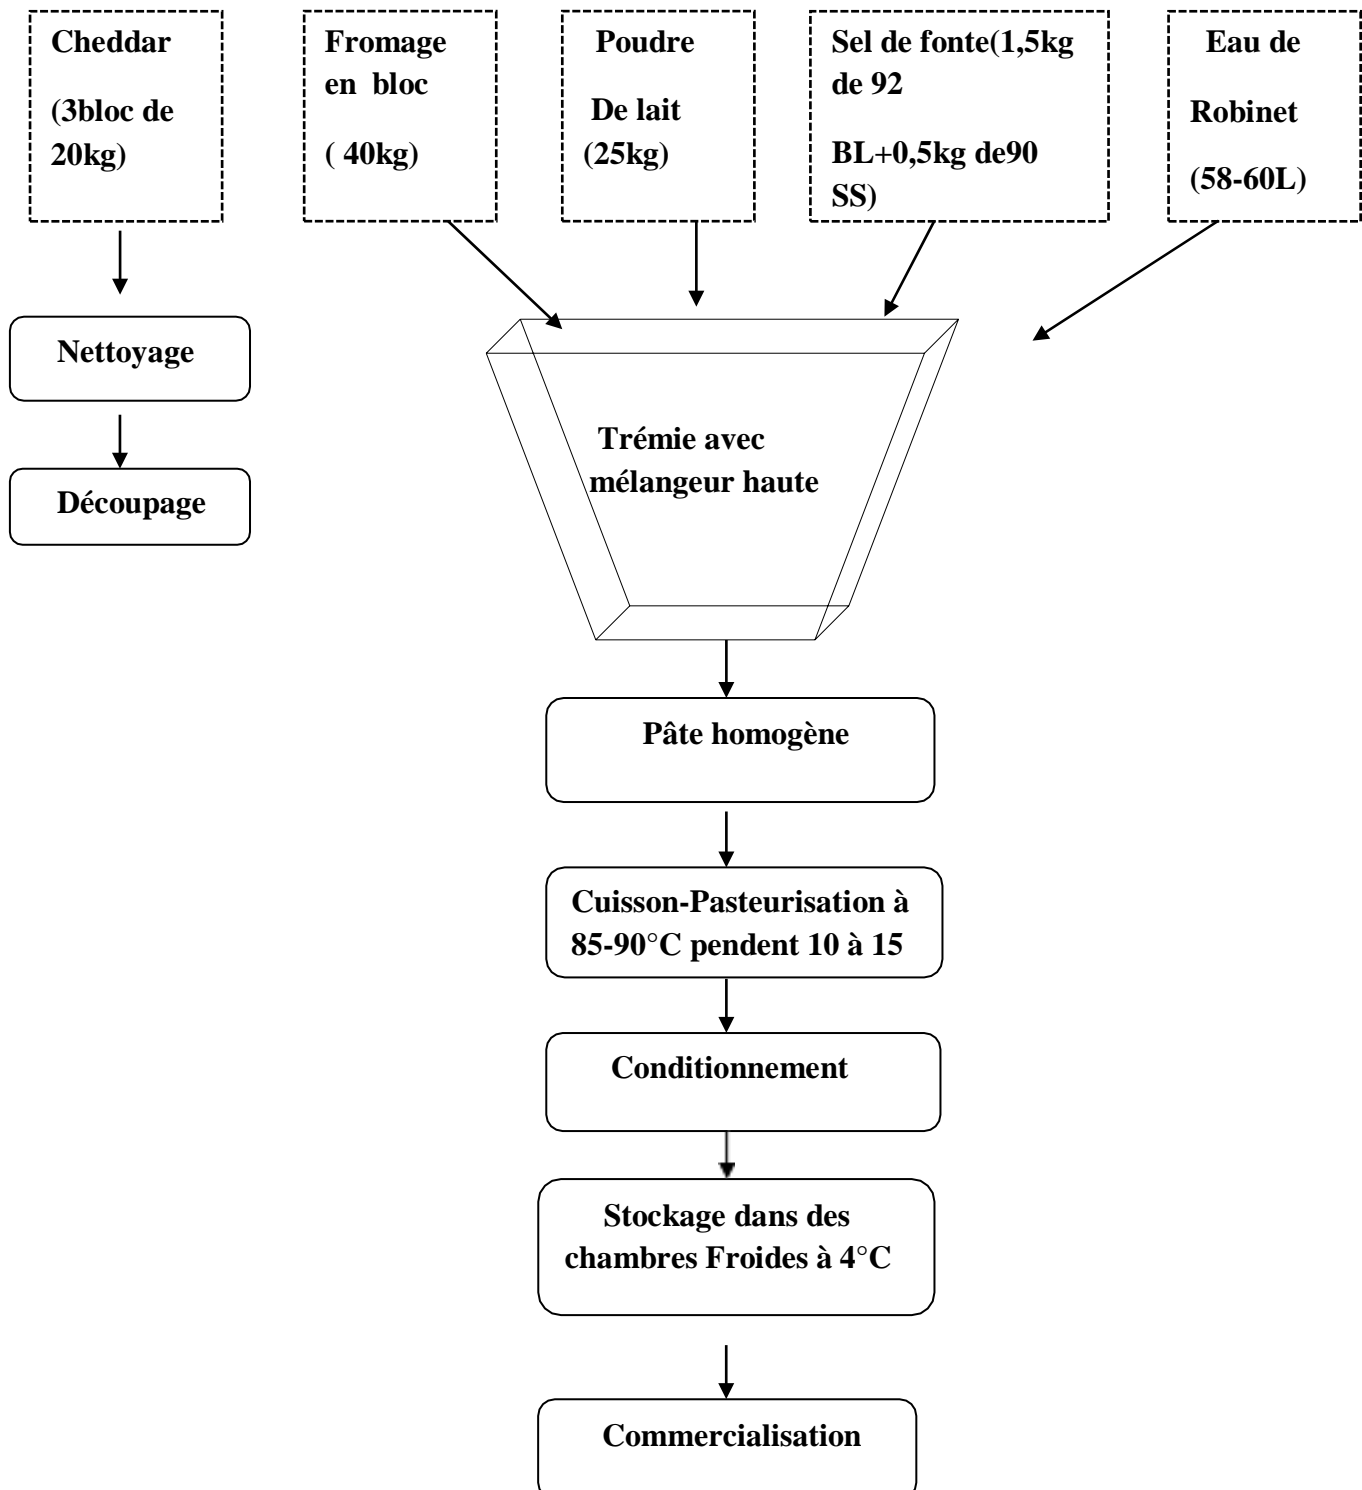 Cheddar
(3bloc de
20kg)
Fromage
en bloc
( 40kg)
Poudre
De lait
(25kg)
Sel de fonte(1,5kg
de 92
BL+0,5kg de90
SS)
Eau de
Robinet
(58-60L)
Nettoyage
Découpage
Trémie avec
mélangeur haute
Pâte homogène
Cuisson-Pasteurisation à
85-90°C pendent 10 à 15
Conditionnement
Stockage dans des
chambres Froides à 4°C
Commercialisation